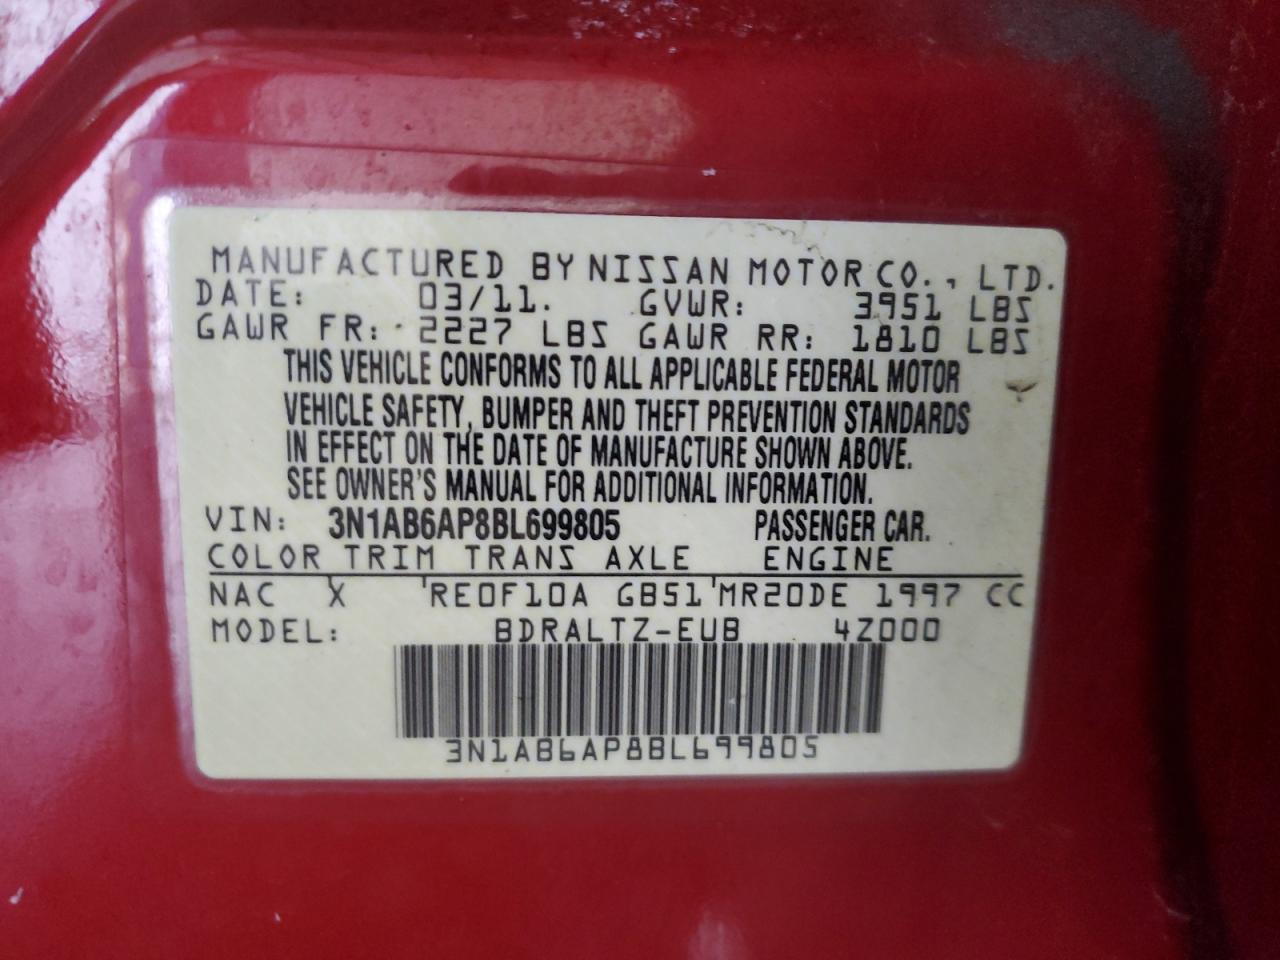 MANUFACTURED BY NISSAN MOTOR CO., LTD.
DATE: 03/11. GVWR: 3951 LBS
GAWR FR: 2227 LBS GAWR RR: 1810 LBS
THIS VEHICLE CONFORMS TO ALL APPLICABLE FEDERAL MOTOR
VEHICLE SAFETY, BUMPER AND THEFT PREVENTION STANDARDS
IN EFFECT ON THE DATE OF MANUFACTURE SHOWN ABOVE.
SEE OWNER'S MANUAL FOR ADDITIONAL INFORMATION.
VIN: 3N1AB6AP8BL699805 PASSENGER CAR.
COLOR TRIM TRANS AXLE ENGINE
NAC X RE0F10A GB51 MR20DE 1997 CC
MODEL: BDRALTZ-EUB 4Z000
3N1AB6AP8BL699805